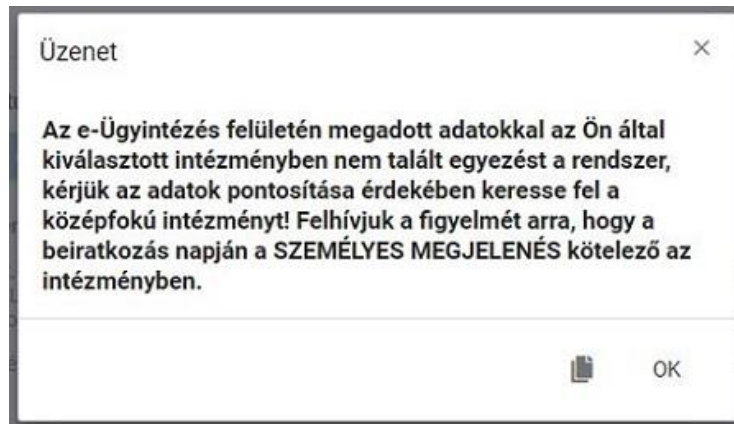 Üzenet
Az e-Ügyintézés felületén megadott adatokkal az Ön által
kiválasztott intézményben nem talált egyezést a rendszer,
kérjük az adatok pontosítása érdekében keresse fel a
középfokú intézményt! Felhívjuk a figyelmét arra, hogy a
beiratkozás napján a SZEMÉLYES MEGJELENÉS kötelező az
intézményben.
OK